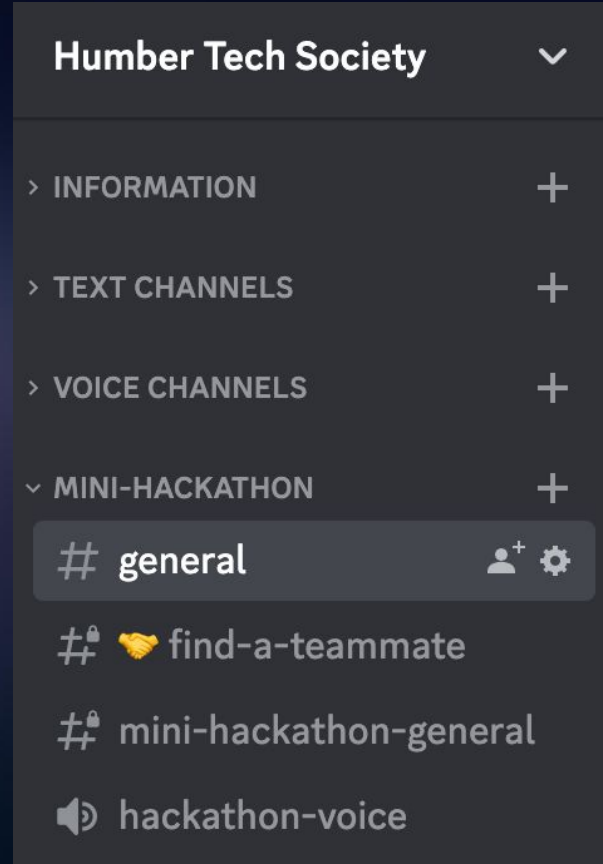 Humber Tech Society
INFORMATION
TEXT CHANNELS
VOICE CHANNELS
MINI-HACKATHON
# general
# 🤝 find-a-teammate
# mini-hackathon-general
hackathon-voice